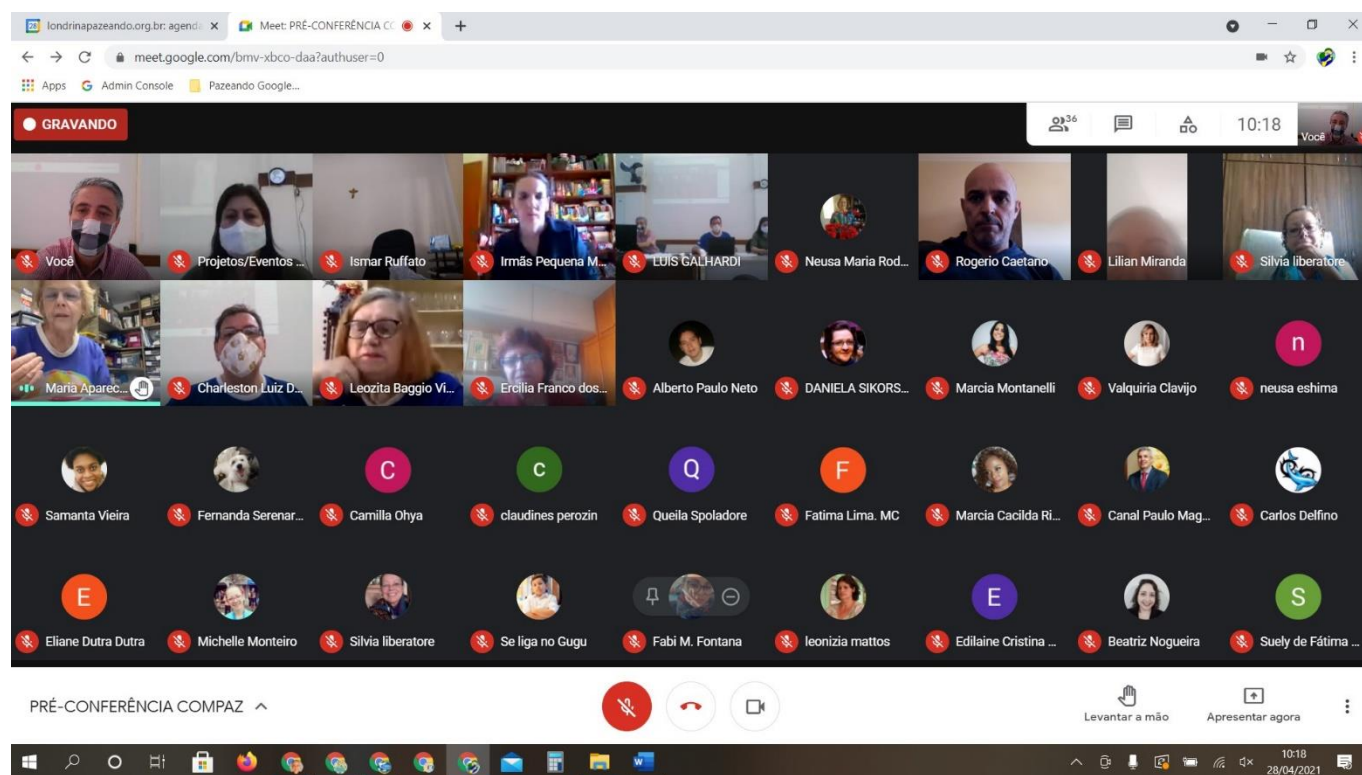 londrinapazeando.org.br: agenda
Meet: PRÉ-CONFERÊNCIA CO
meet.google.com/bmv-xbco-daa?authuser=0
Apps Admin Console Pazeando Google...
GRAVANDO
36 10:18 Você
Você Projetos/Eventos ... Ismar Ruffato Irmãs Pequena M... LUIS GALHARDI Neusa Maria Rod... Rogerio Caetano Lilian Miranda Silvia liberatore
Maria Aparec... Charleston Luiz D... Leozita Baggio Vi... Ercilia Franco dos... Alberto Paulo Neto DANIELA SIKORS... Marcia Montanelli Valquiria Clavijo n neusa eshima
Samanta Vieira Fernanda Serenar... C Camilla Ohya c claudines perozin Q Queila Spoladore F Fatima Lima. MC Marcia Cacilda Ri... Canal Paulo Mag... Carlos Delfino
E Eliane Dutra Dutra Michelle Monteiro Silvia liberatore Se liga no Gugu Fabi M. Fontana leonizia mattos E Edilaine Cristina ... Beatriz Nogueira S Suely de Fátima ...
PRÉ-CONFERÊNCIA COMPAZ Levantar a mão Apresentar agora
10:18
28/04/2021